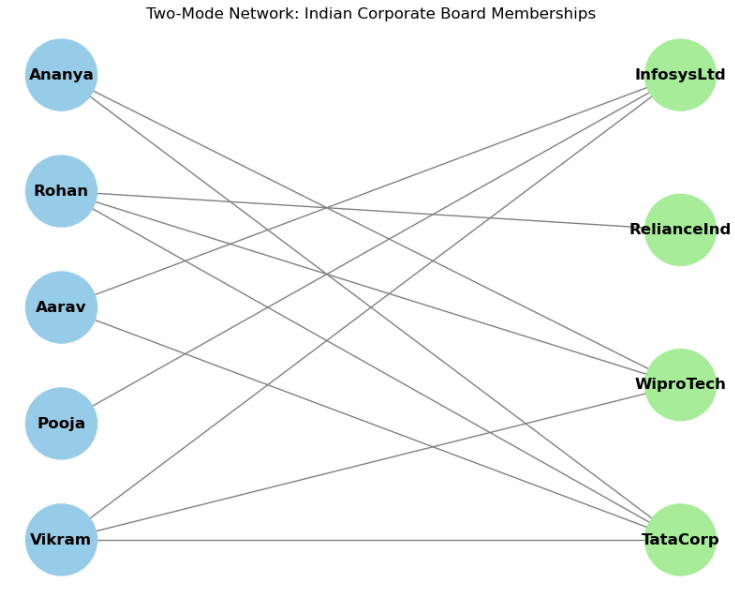 Two-Mode Network: Indian Corporate Board Memberships
Ananya
InfosysLtd
Rohan
RelianceInd
Aarav
WiproTech
Pooja
Vikram
TataCorp